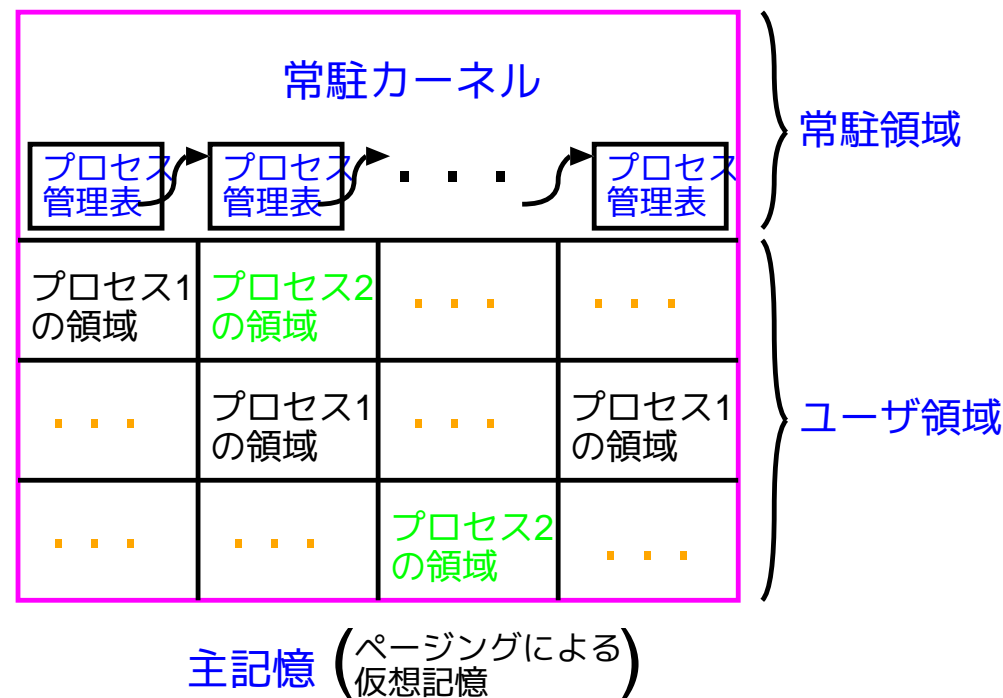 常駐カーネル
常駐領域
プロセス
管理表
プロセス
管理表
・・・
プロセス
管理表
プロセス1
の領域
プロセス2
の領域
・・・
・・・
・・・
プロセス1
の領域
・・・
プロセス1
の領域
ユーザ領域
・・・
・・・
プロセス2
の領域
・・・
主記憶
(ページングによる
仮想記憶)